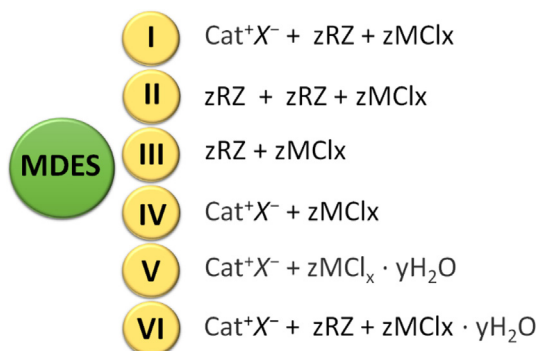 MDES
I Cat⁺X⁻ + zRZ + zMClx
II zRZ + zRZ + zMClx
III zRZ + zMClx
IV Cat⁺X⁻ + zMClx
V Cat⁺X⁻ + zMClₓ · yH₂O
VI Cat⁺X⁻ + zRZ + zMClx · yH₂O